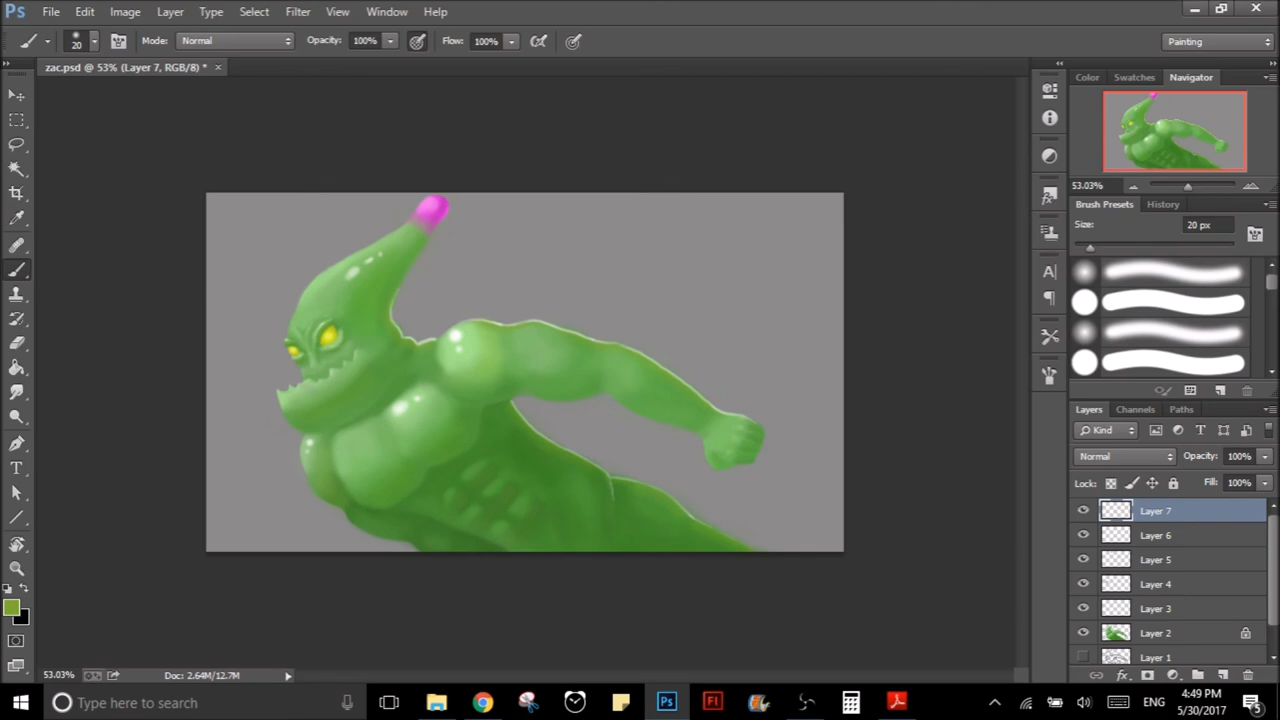 Ps File Edit Image Layer Type Select Filter View Window Help
20 Mode: Normal Opacity: 100% Flow: 100% Painting
zac.psd @ 53% (Layer 7, RGB/8) *
Color Swatches Navigator
53.03%
Brush Presets History
Size: 20 px
Layers Channels Paths
Kind
Normal Opacity: 100%
Lock: Fill: 100%
Layer 7
Layer 6
Layer 5
Layer 4
Layer 3
Layer 2
Layer 1
53.03% Doc: 2.64M/12.7M
Type here to search Ps Fl ENG 4:49 PM
5/30/2017 5